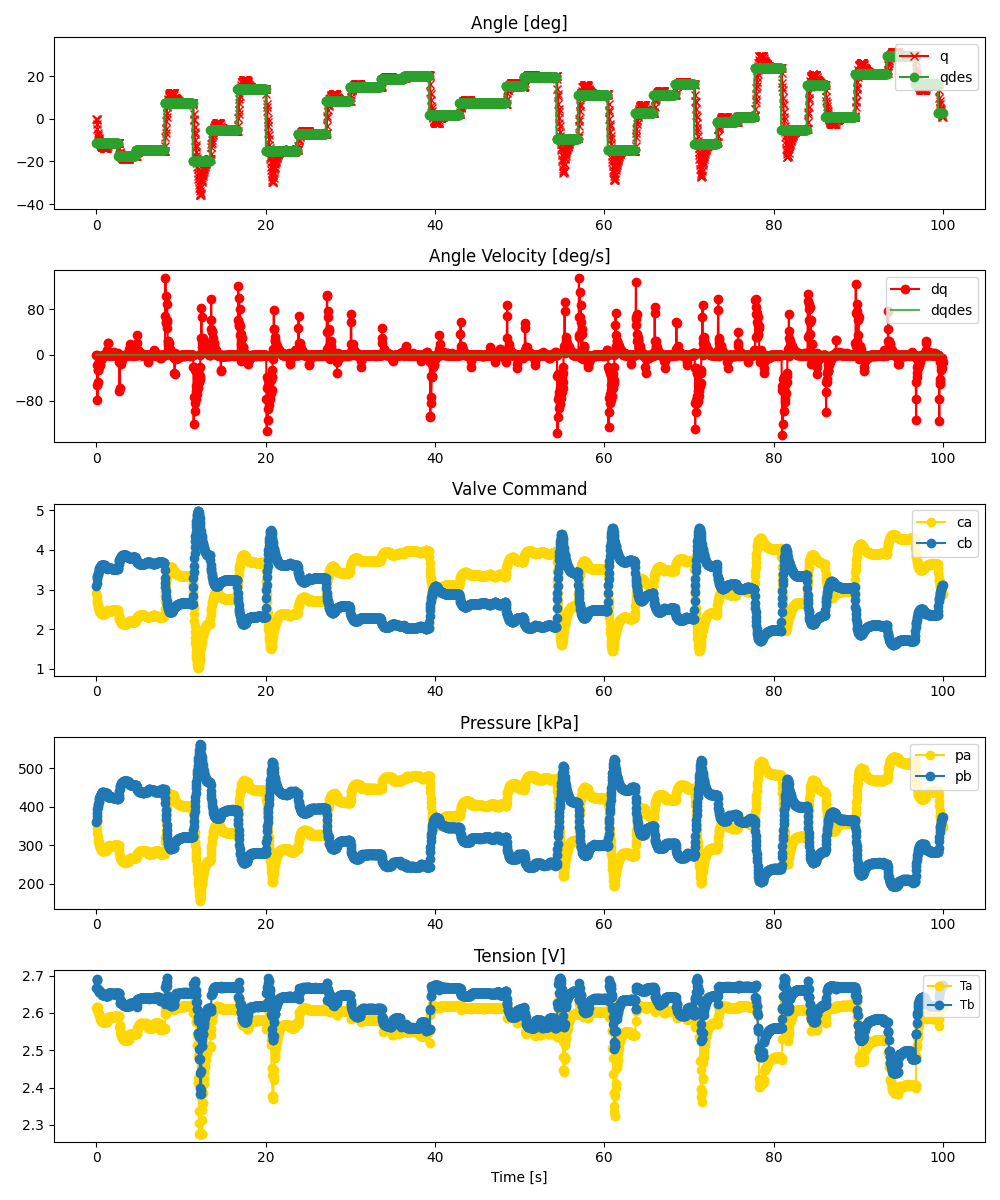 Angle [deg]
20
0
−20
−40
q
qdes
0 20 40 60 80 100
Angle Velocity [deg/s]
80
0
−80
dq
dqdes
0 20 40 60 80 100
Valve Command
5
4
3
2
1
ca
cb
0 20 40 60 80 100
Pressure [kPa]
500
400
300
200
pa
pb
0 20 40 60 80 100
Tension [V]
2.7
2.6
2.5
2.4
2.3
Ta
Tb
0 20 40 60 80 100
Time [s]